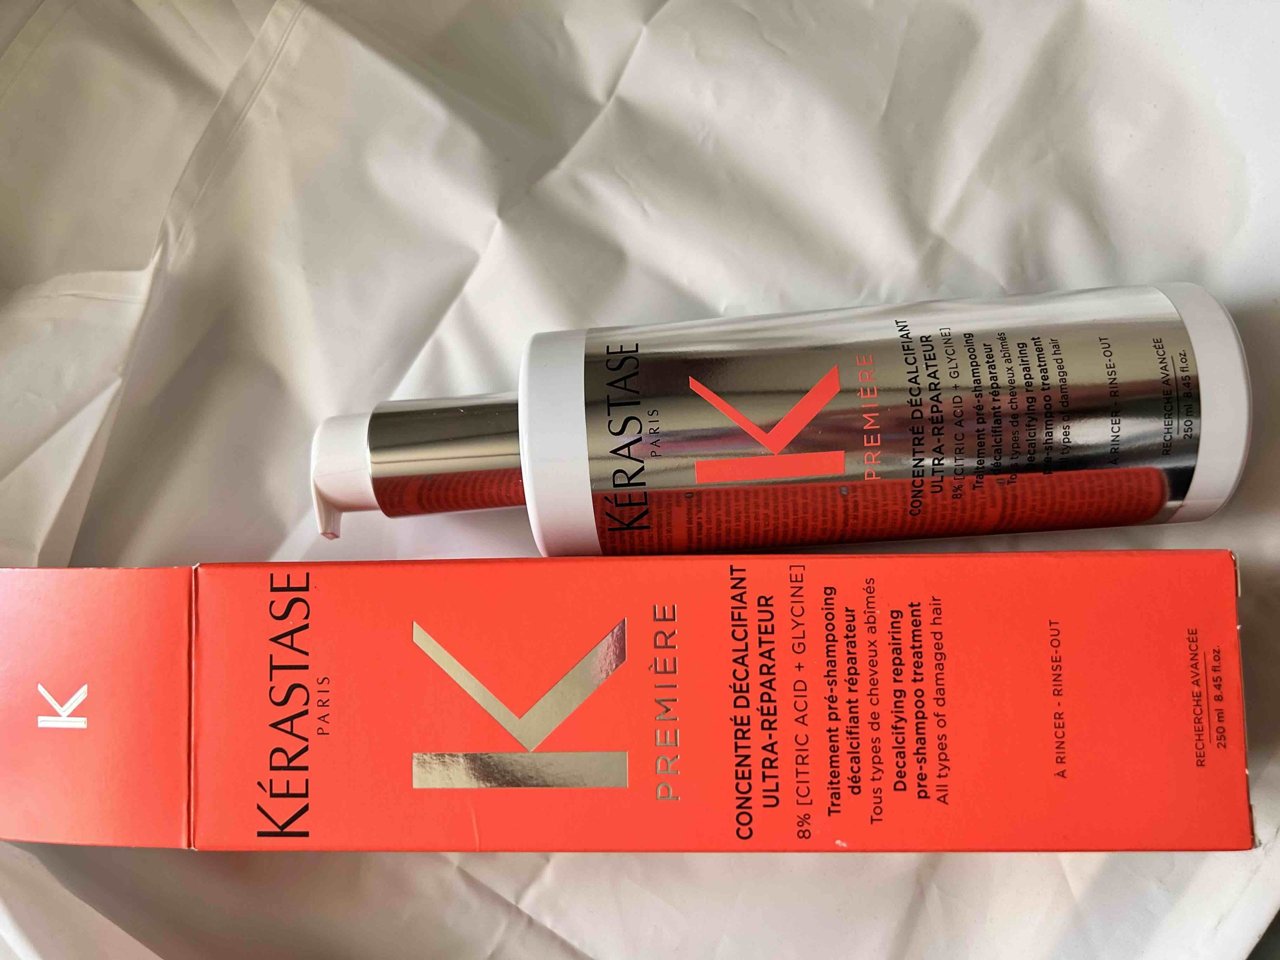 KÉRASTASE
PARIS
K
PREMIÈRE
CONCENTRÉ DÉCALCIFIANT
ULTRA-RÉPARATEUR
8% [CITRIC ACID + GLYCINE]
Traitement pré-shampooing
décalcifiant réparateur
Tous types de cheveux abîmés
Decalcifying repairing
pre-shampoo treatment
All types of damaged hair
À RINCER - RINSE-OUT
RECHERCHE AVANCÉE
250 ml 8.45 fl.oz.
K
KÉRASTASE
PARIS
K
PREMIÈRE
CONCENTRÉ DÉCALCIFIANT
ULTRA-RÉPARATEUR
8% [CITRIC ACID + GLYCINE]
Traitement pré-shampooing
décalcifiant réparateur
Tous types de cheveux abîmés
Decalcifying repairing
pre-shampoo treatment
All types of damaged hair
À RINCER - RINSE-OUT
RECHERCHE AVANCÉE
250 ml 8.45 fl.oz.